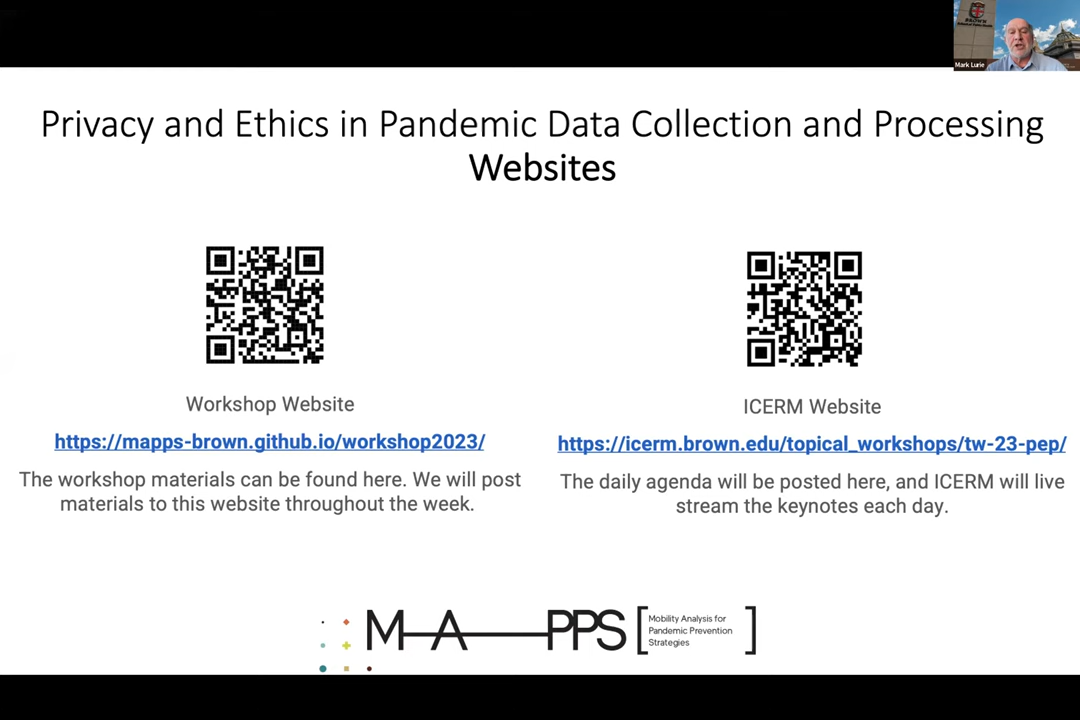 BROWN
Mark Lurie
Privacy and Ethics in Pandemic Data Collection and Processing
Websites
Workshop Website
https://mapps-brown.github.io/workshop2023/
The workshop materials can be found here. We will post
materials to this website throughout the week.
ICERM Website
https://icerm.brown.edu/topical_workshops/tw-23-pep/
The daily agenda will be posted here, and ICERM will live
stream the keynotes each day.
MAPPS
Mobility Analysis for
Pandemic Prevention
Strategies